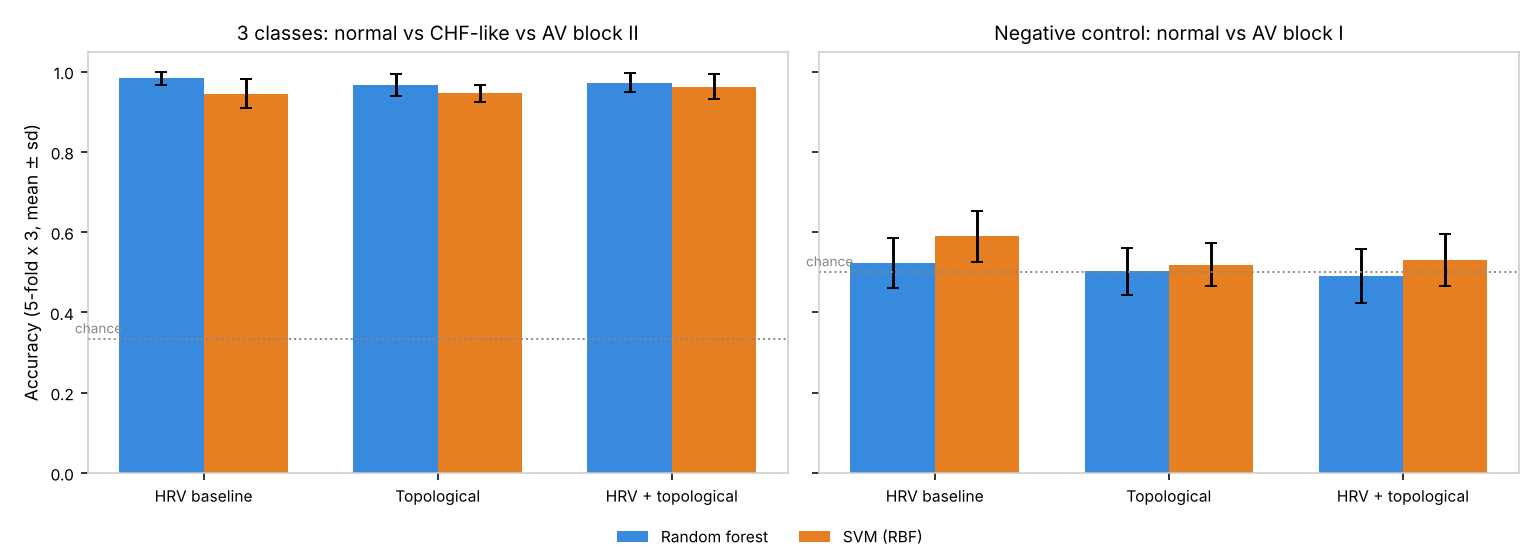 3 classes: normal vs CHF-like vs AV block II
Accuracy (5-fold x 3, mean ± sd)
1.0
0.8
0.6
0.4
0.2
0.0
chance
HRV baseline
Topological
HRV + topological
Negative control: normal vs AV block I
chance
HRV baseline
Topological
HRV + topological
Random forest
SVM (RBF)